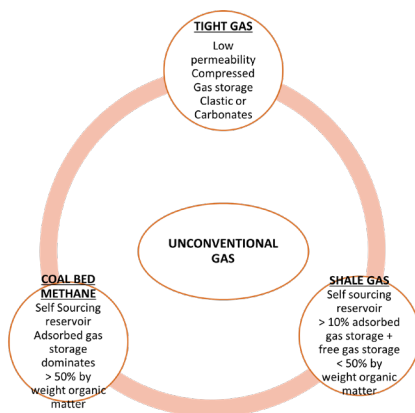 TIGHT GAS
Low
permeability
Compressed
Gas storage
Clastic or
Carbonates
UNCONVENTIONAL
GAS
COAL BED
METHANE
Self Sourcing
reservoir
Adsorbed gas
storage
dominates
> 50% by
weight organic
matter
SHALE GAS
Self sourcing
reservoir
> 10% adsorbed
gas storage +
free gas storage
< 50% by
weight organic
matter